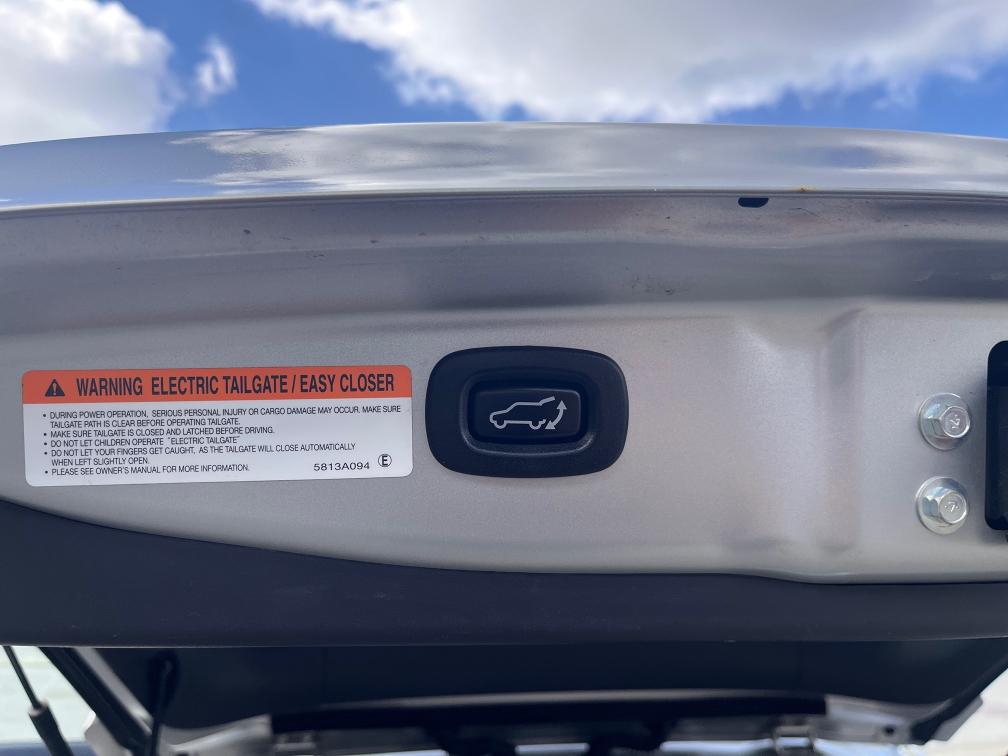 WARNING ELECTRIC TAILGATE / EASY CLOSER
• DURING POWER OPERATION, SERIOUS PERSONAL INJURY OR CARGO DAMAGE MAY OCCUR. MAKE SURE
TAILGATE PATH IS CLEAR BEFORE OPERATING TAILGATE.
• MAKE SURE TAILGATE IS CLOSED AND LATCHED BEFORE DRIVING.
• DO NOT LET CHILDREN OPERATE "ELECTRIC TAILGATE"
• DO NOT LET YOUR FINGERS GET CAUGHT, AS THE TAILGATE WILL CLOSE AUTOMATICALLY
WHEN LEFT SLIGHTLY OPEN.
• PLEASE SEE OWNER'S MANUAL FOR MORE INFORMATION.
5813A094 Ⓔ